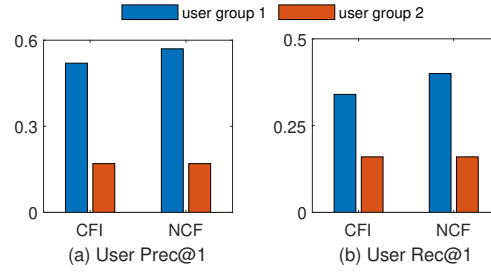 user group 1 user group 2
0.6
0.3
0
CFI NCF
(a) User Prec@1
0.5
0.25
0
CFI NCF
(b) User Rec@1